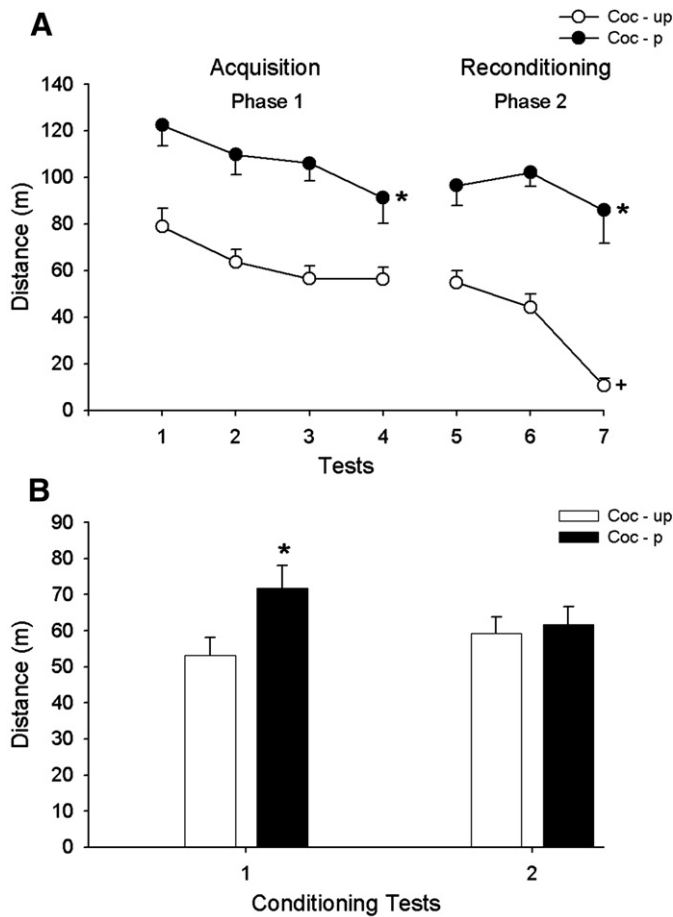 A
Coc - up
Coc - p
Acquisition
Reconditioning
Phase 1
Phase 2
140
120
100
80
60
40
20
0
Distance (m)
*
*
+
1 2 3 4 5 6 7
Tests
B
Coc - up
Coc - p
90
80
70
60
50
40
30
20
10
0
Distance (m)
*
1 2
Conditioning Tests